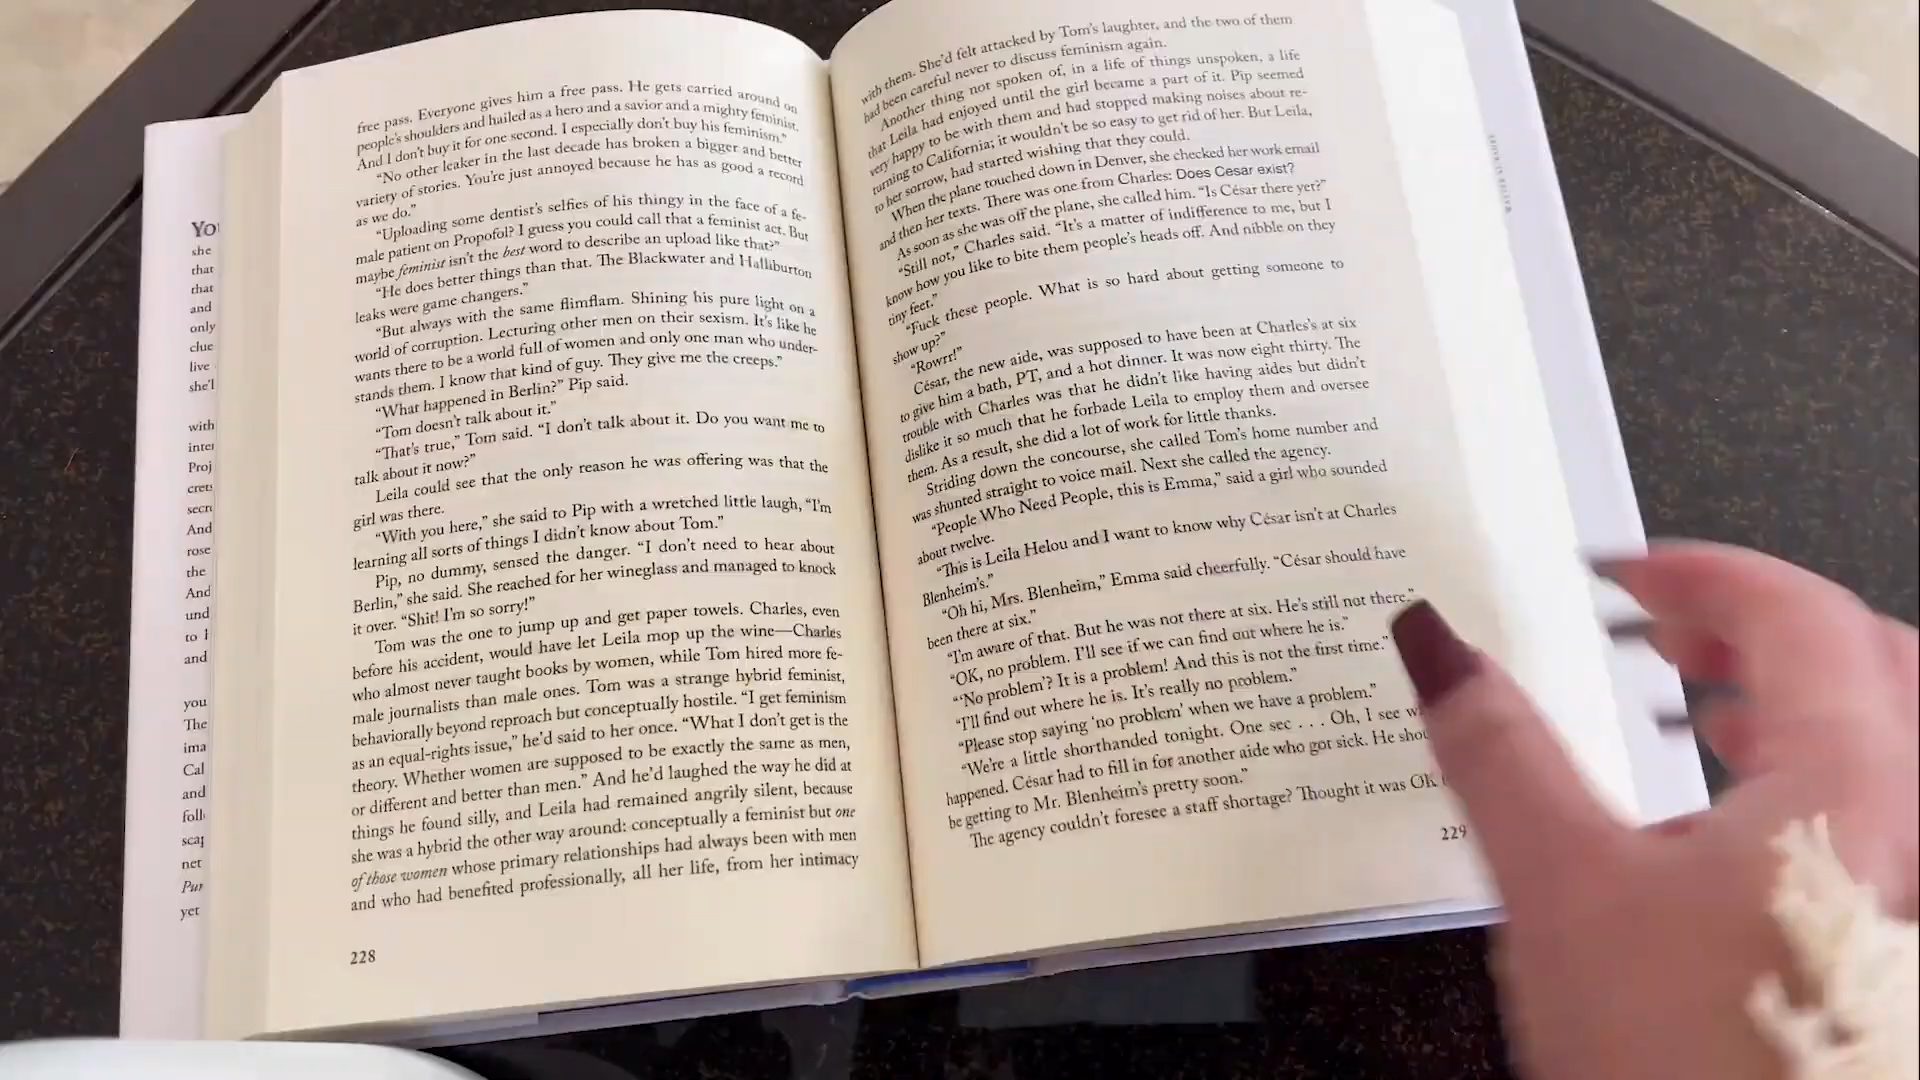 Yo
she
that
that
and
only
clue
live
she'l
with
inter
Proj
crets
secr
And
rose
the
And
und
to
and
you
The
ima
Cal
and
foll
scap
net
Pur
yet
free pass. Everyone gives him a free pass. He gets carried around on
people's shoulders and hailed as a hero and a savior and a mighty feminist.
And I don't buy it for one second. I especially don't buy his feminism."
"No other leaker in the last decade has broken a bigger and better
variety of stories. You're just annoyed because he has as good a record
as we do."
"Uploading some dentist's selfies of his thingy in the face of a fe-
male patient on Propofol? I guess you could call that a feminist act. But
maybe feminist isn't the best word to describe an upload like that?"
"He does better things than that. The Blackwater and Halliburton
leaks were game changers."
"But always with the same flimflam. Shining his pure light on a
world of corruption. Lecturing other men on their sexism. It's like he
wants there to be a world full of women and only one man who under-
stands them. I know that kind of guy. They give me the creeps."
"What happened in Berlin?" Pip said.
"Tom doesn't talk about it."
"That's true," Tom said. "I don't talk about it. Do you want me to
talk about it now?"
Leila could see that the only reason he was offering was that the
girl was there.
"With you here," she said to Pip with a wretched little laugh, "I'm
learning all sorts of things I didn't know about Tom."
Pip, no dummy, sensed the danger. "I don't need to hear about
Berlin," she said. She reached for her wineglass and managed to knock
it over. "Shit! I'm so sorry!"
Tom was the one to jump up and get paper towels. Charles, even
before his accident, would have let Leila mop up the wine—Charles
who almost never taught books by women, while Tom hired more fe-
male journalists than male ones. Tom was a strange hybrid feminist,
behaviorally beyond reproach but conceptually hostile. "I get feminism
as an equal-rights issue," he'd said to her once. "What I don't get is the
theory. Whether women are supposed to be exactly the same as men,
or different and better than men." And he'd laughed the way he did at
things he found silly, and Leila had remained angrily silent, because
she was a hybrid the other way around: conceptually a feminist but one
of those women whose primary relationships had always been with men
and who had benefited professionally, all her life, from her intimacy
228
with them. She'd felt attacked by Tom's laughter, and the two of them
had been careful never to discuss feminism again.
Another thing not spoken of, in a life of things unspoken, a life
that Leila had enjoyed until the girl became a part of it. Pip seemed
very happy to be with them and had stopped making noises about re-
turning to California; it wouldn't be so easy to get rid of her. But Leila,
to her sorrow, had started wishing that they could.
When the plane touched down in Denver, she checked her work email
and then her texts. There was one from Charles: Does Cesar exist?
As soon as she was off the plane, she called him. "Is César there yet?"
"Still not," Charles said. "It's a matter of indifference to me, but I
know how you like to bite them people's heads off. And nibble on they
tiny feet."
"Fuck these people. What is so hard about getting someone to
show up?"
"Rowrr!"
César, the new aide, was supposed to have been at Charles's at six
to give him a bath, PT, and a hot dinner. It was now eight thirty. The
trouble with Charles was that he didn't like having aides but didn't
dislike it so much that he forbade Leila to employ them and oversee
them. As a result, she did a lot of work for little thanks.
Striding down the concourse, she called Tom's home number and
was shunted straight to voice mail. Next she called the agency.
"People Who Need People, this is Emma," said a girl who sounded
about twelve.
"This is Leila Helou and I want to know why César isn't at Charles
Blenheim's."
"Oh hi, Mrs. Blenheim," Emma said cheerfully. "César should have
been there at six."
"I'm aware of that. But he was not there at six. He's still not there."
"OK, no problem. I'll see if we can find out where he is."
"'No problem'? It is a problem! And this is not the first time."
"I'll find out where he is. It's really no problem."
"Please stop saying 'no problem' when we have a problem."
"We're a little shorthanded tonight. One sec . . . Oh, I see w
happened. César had to fill in for another aide who got sick. He shou
be getting to Mr. Blenheim's pretty soon."
The agency couldn't foresee a staff shortage? Thought it was OK
229